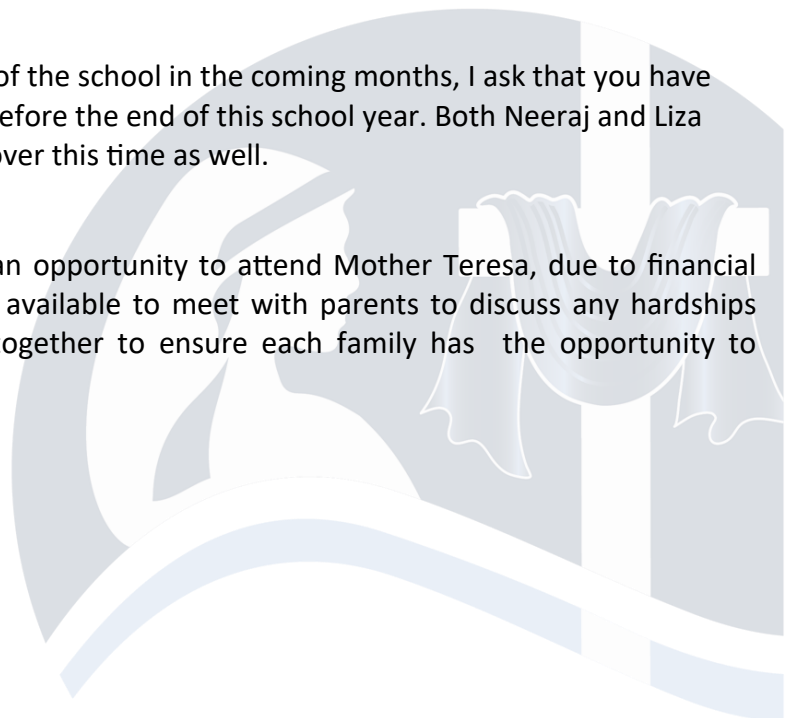 of the school in the coming months, I ask that you have
efore the end of this school year. Both Neeraj and Liza
over this time as well.
an opportunity to attend Mother Teresa, due to financial
available to meet with parents to discuss any hardships
together to ensure each family has the opportunity to